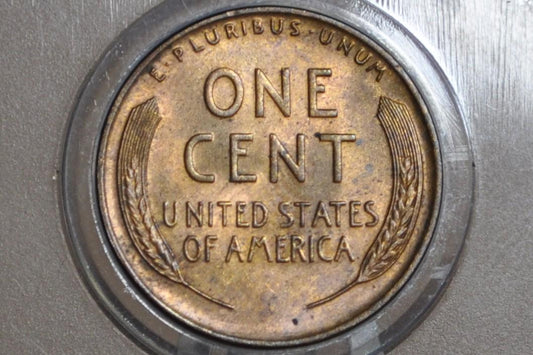 E·PLURIBUS·UNUM
ONE
CENT
UNITED STATES
OF AMERICA